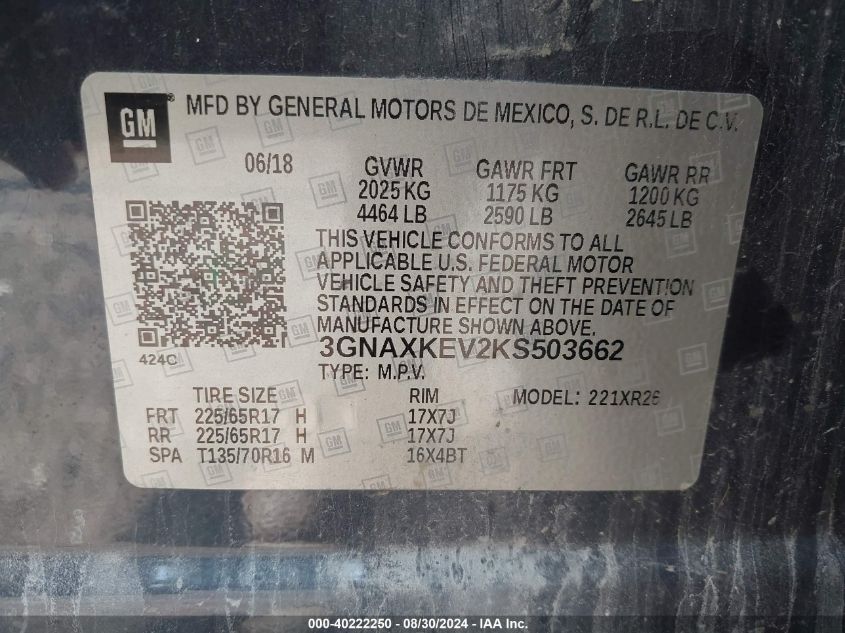 GM MFD BY GENERAL MOTORS DE MEXICO, S. DE R.L. DE C.V.
06/18 GVWR GAWR FRT GAWR RR
2025 KG 1175 KG 1200 KG
4464 LB 2590 LB 2645 LB
THIS VEHICLE CONFORMS TO ALL
APPLICABLE U.S. FEDERAL MOTOR
VEHICLE SAFETY AND THEFT PREVENTION
STANDARDS IN EFFECT ON THE DATE OF
MANUFACTURE SHOWN ABOVE.
424C 3GNAXKEV2KS503662
TYPE: M.P.V.
TIRE SIZE RIM MODEL: 221XR26
FRT 225/65R17 H 17X7J
RR 225/65R17 H 17X7J
SPA T135/70R16 M 16X4BT
000-40222250 - 08/30/2024 - IAA Inc.